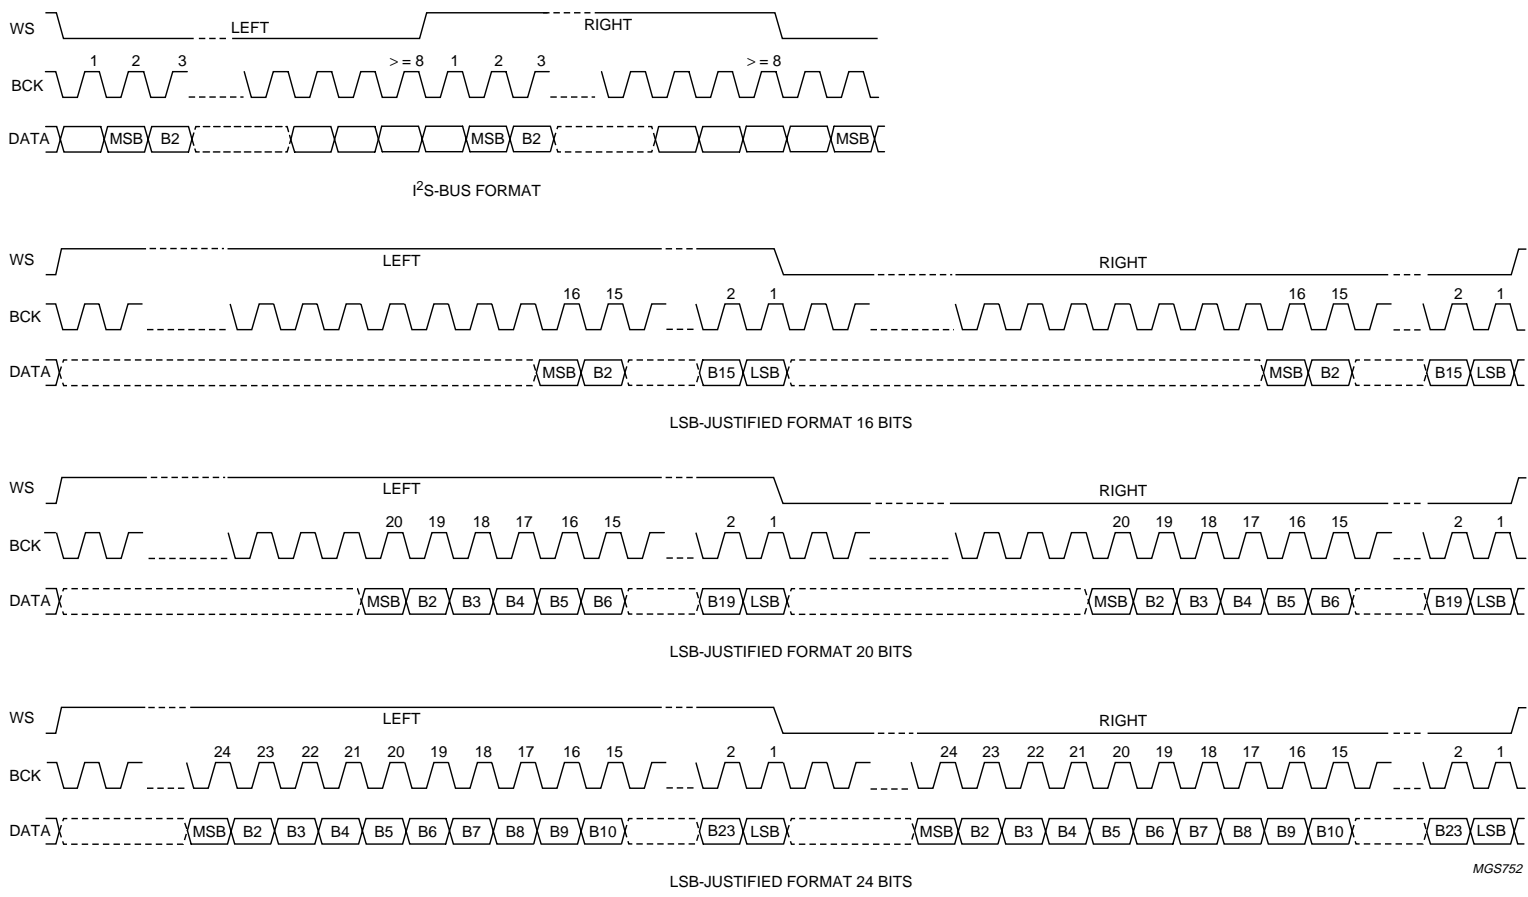 WS LEFT RIGHT
BCK 1 2 3 > = 8 1 2 3 > = 8
DATA MSB B2 MSB B2 MSB
I2S-BUS FORMAT
WS LEFT RIGHT
BCK 16 15 2 1 16 15 2 1
DATA MSB B2 B15 LSB MSB B2 B15 LSB
LSB-JUSTIFIED FORMAT 16 BITS
WS LEFT RIGHT
BCK 20 19 18 17 16 15 2 1 20 19 18 17 16 15 2 1
DATA MSB B2 B3 B4 B5 B6 B19 LSB MSB B2 B3 B4 B5 B6 B19 LSB
LSB-JUSTIFIED FORMAT 20 BITS
WS LEFT RIGHT
BCK 24 23 22 21 20 19 18 17 16 15 2 1 24 23 22 21 20 19 18 17 16 15 2 1
DATA MSB B2 B3 B4 B5 B6 B7 B8 B9 B10 B23 LSB MSB B2 B3 B4 B5 B6 B7 B8 B9 B10 B23 LSB
MGS752
LSB-JUSTIFIED FORMAT 24 BITS